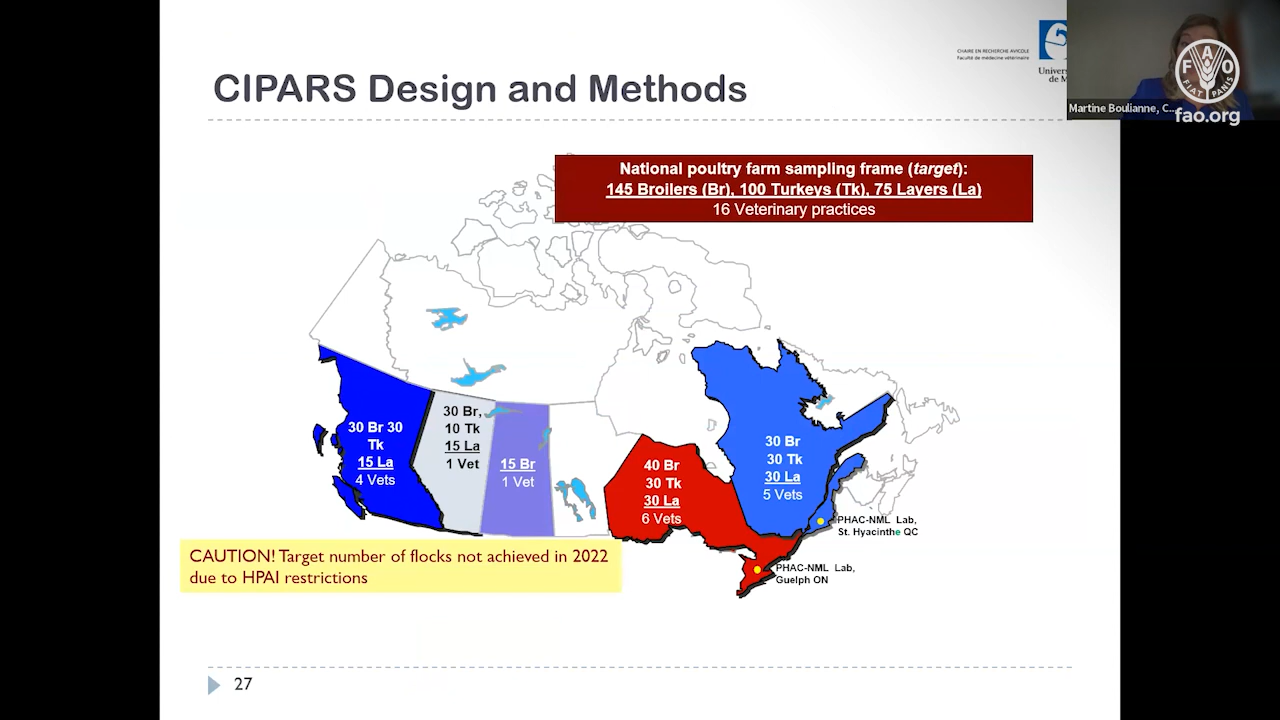 CHAIRE EN RECHERCHE AVICOLE
Faculté de médecine vétérinaire
Univers
de M
Martine Boulianne, C...
FAO
FIAT PANIS
fao.org
CIPARS Design and Methods
National poultry farm sampling frame (target):
145 Broilers (Br), 100 Turkeys (Tk), 75 Layers (La)
16 Veterinary practices
30 Br 30
Tk
15 La
4 Vets
30 Br,
10 Tk
15 La
1 Vet
15 Br
1 Vet
40 Br
30 Tk
30 La
6 Vets
30 Br
30 Tk
30 La
5 Vets
PHAC-NML Lab,
St. Hyacinthe QC
PHAC-NML Lab,
Guelph ON
CAUTION! Target number of flocks not achieved in 2022
due to HPAI restrictions
27